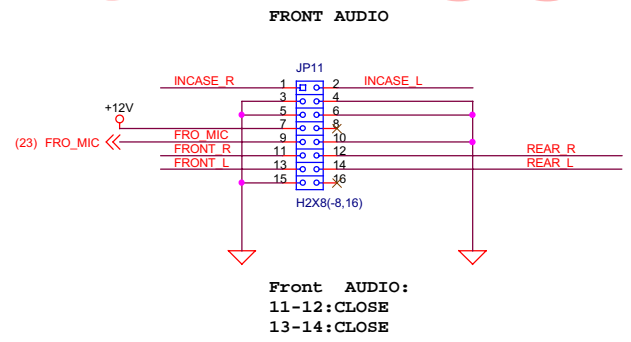 FRONT AUDIO
JP11
INCASE_R 1 2 INCASE_L
3 4
+12V
5 6
7 8
(23) FRO_MIC FRO_MIC 9 10
FRONT_R 11 12 REAR_R
FRONT_L 13 14 REAR_L
15 16
H2X8(-8,16)
Front AUDIO:
11-12:CLOSE
13-14:CLOSE